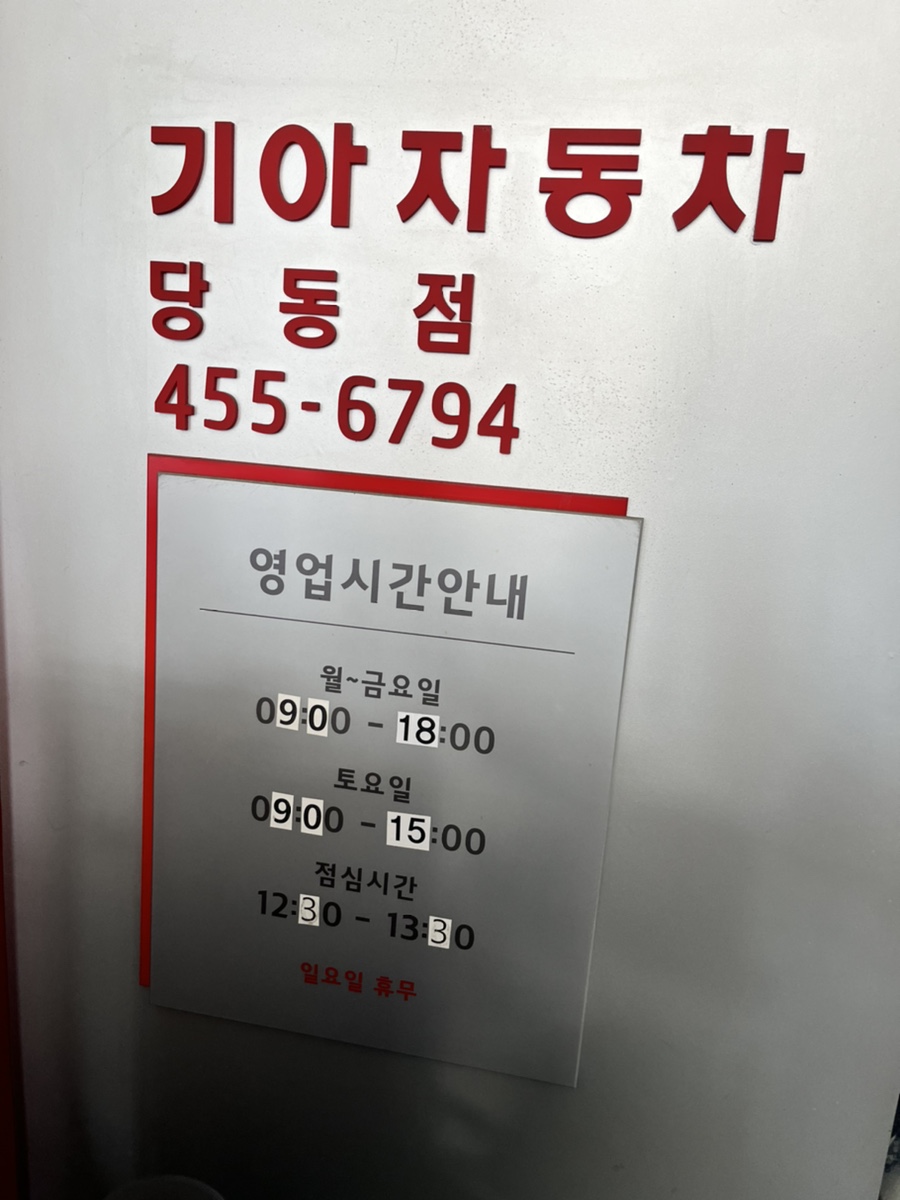 기아자동차
당동점
455-6794
영업시간안내
월~금요일
09:00 - 18:00
토요일
09:00 - 15:00
점심시간
12:30 - 13:30
일요일 휴무